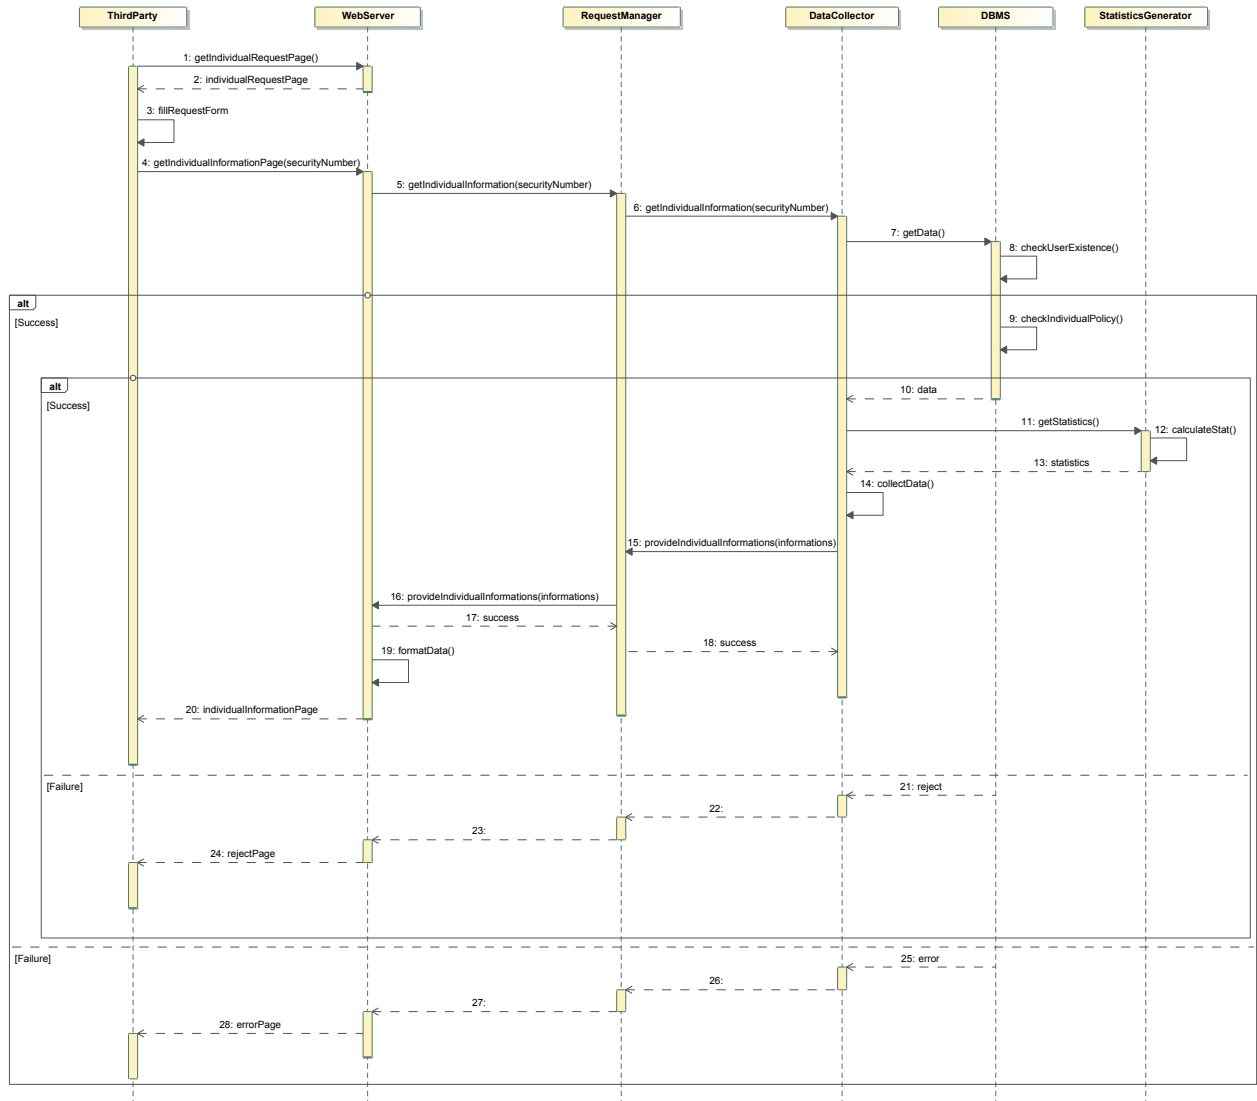 ThirdParty
WebServer
RequestManager
DataCollector
DBMS
StatisticsGenerator
1: getIndividualRequestPage()
2: individualRequestPage
3: fillRequestForm
4: getIndividualInformationPage(securityNumber)
5: getIndividualInformation(securityNumber)
6: getIndividualInformation(securityNumber)
7: getData()
8: checkUserExistence()
alt
[Success]
9: checkIndividualPolicy()
alt
[Success]
10: data
11: getStatistics()
12: calculateStat()
13: statistics
14: collectData()
15: provideIndividualInformations(informations)
16: provideIndividualInformations(informations)
17: success
18: success
19: formatData()
20: individualInformationPage
[Failure]
21: reject
22:
23:
24: rejectPage
[Failure]
25: error
26:
27:
28: errorPage